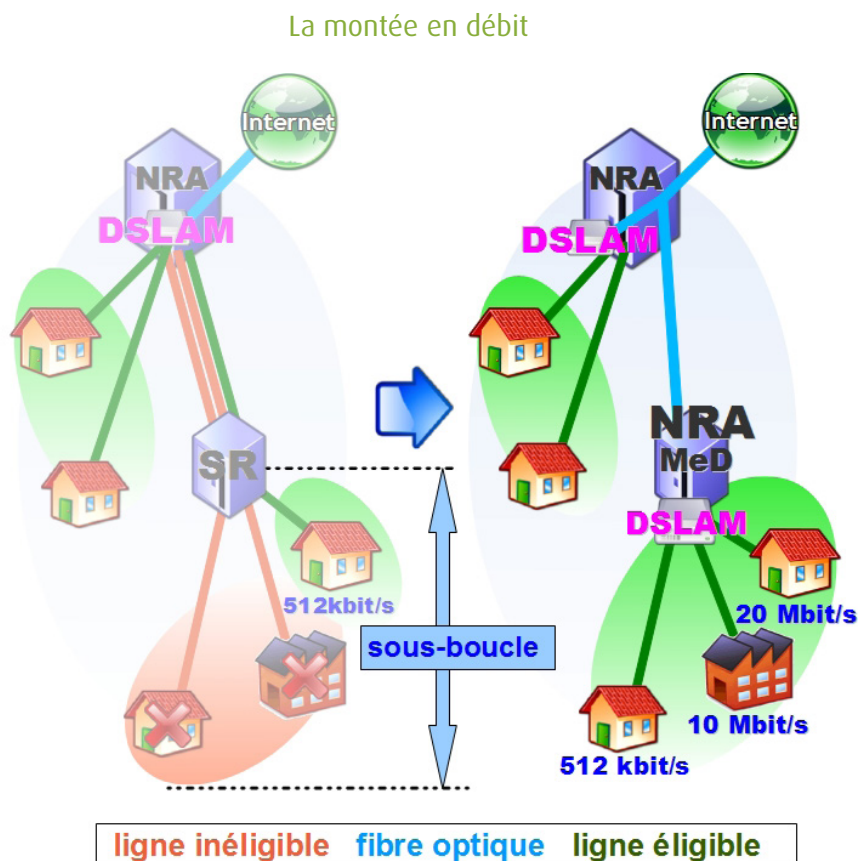 La montée en débit
Internet
NRA
DSLAM
SR
512kbit/s
sous-boucle
Internet
NRA
DSLAM
NRA
MeD
DSLAM
20 Mbit/s
10 Mbit/s
512 kbit/s
ligne inéligible fibre optique ligne éligible